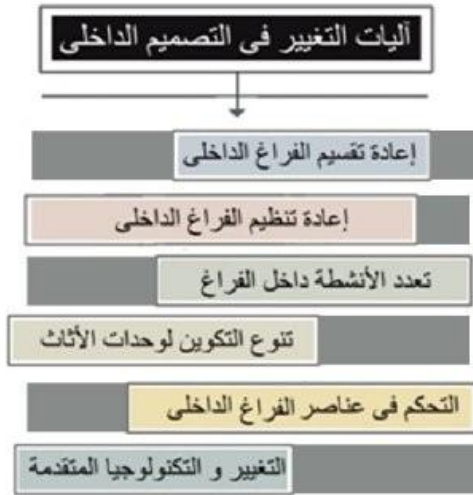 آليات التغيير فى التصميم الداخلى
إعادة تقسيم الفراغ الداخلى
إعادة تنظيم الفراغ الداخلى
تعدد الأنشطة داخل الفراغ
تنوع التكوين لوحدات الأثاث
التحكم فى عناصر الفراغ الداخلى
التغيير و التكنولوجيا المتقدمة